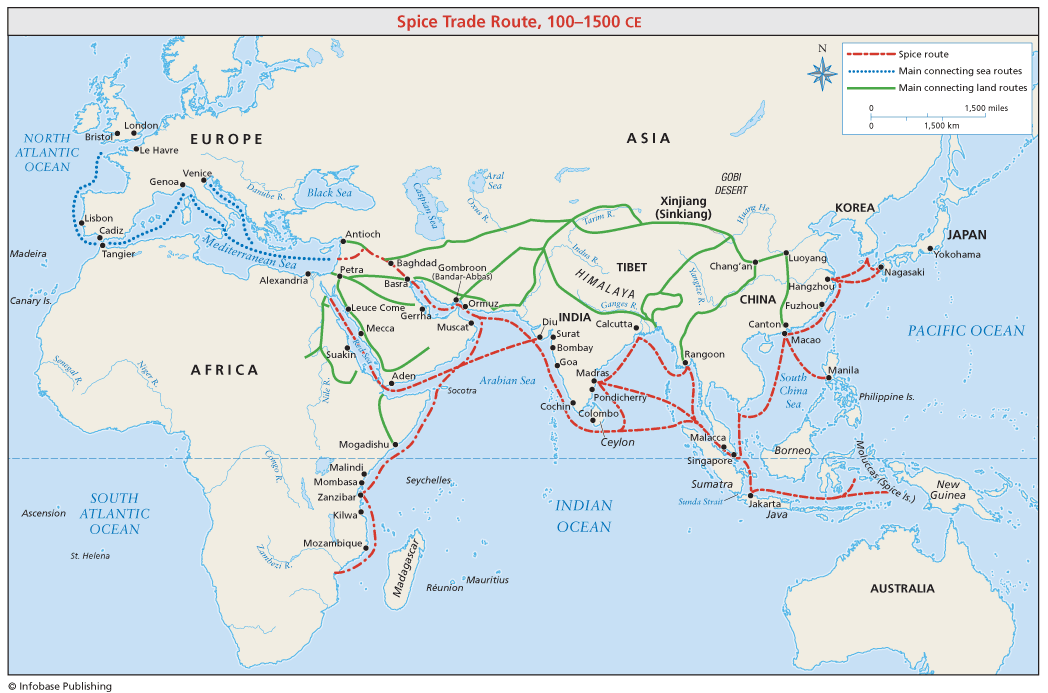 Spice Trade Route, 100–1500 CE
N
Spice route
Main connecting sea routes
Main connecting land routes
0
1,500 miles
0
1,500 km
NORTH
ATLANTIC
OCEAN
EUROPE
ASIA
London
Bristol
Le Havre
Venice
Genoa
Danube R.
Black Sea
Caspian Sea
Aral
Sea
Oxus R.
GOBI
DESERT
Xinjiang
(Sinkiang)
Tarim R.
Huang He
KOREA
JAPAN
Yokohama
Nagasaki
Lisbon
Cadiz
Tangier
Madeira
Canary Is.
Mediterranean Sea
Antioch
Baghdad
Petra
Alexandria
Basra
Gombroon
(Bandar-Abbas)
Ormuz
Gerrha
Muscat
Leuce Come
Mecca
Red Sea
Suakin
Aden
Nile R.
Indus R.
HIMALAYA
TIBET
Ganges R.
Yangtze R.
Chang’an
Luoyang
CHINA
Hangzhou
Fuzhou
Canton
Macao
INDIA
Diu
Surat
Bombay
Goa
Calcutta
Rangoon
Madras
Pondicherry
Cochin
Colombo
Ceylon
Arabian Sea
Socotra
AFRICA
Senegal R.
Niger R.
Congo R.
Mogadishu
Malindi
Mombasa
Zanzibar
Kilwa
Mozambique
Zambezi R.
Madagascar
Seychelles
Réunion
Mauritius
PACIFIC OCEAN
South
China
Sea
Manila
Philippine Is.
Malacca
Singapore
Borneo
Sumatra
Sunda Strait
Jakarta
Java
Moluccas (Spice Is.)
New
Guinea
INDIAN
OCEAN
SOUTH
ATLANTIC
OCEAN
Ascension
St. Helena
AUSTRALIA
© Infobase Publishing